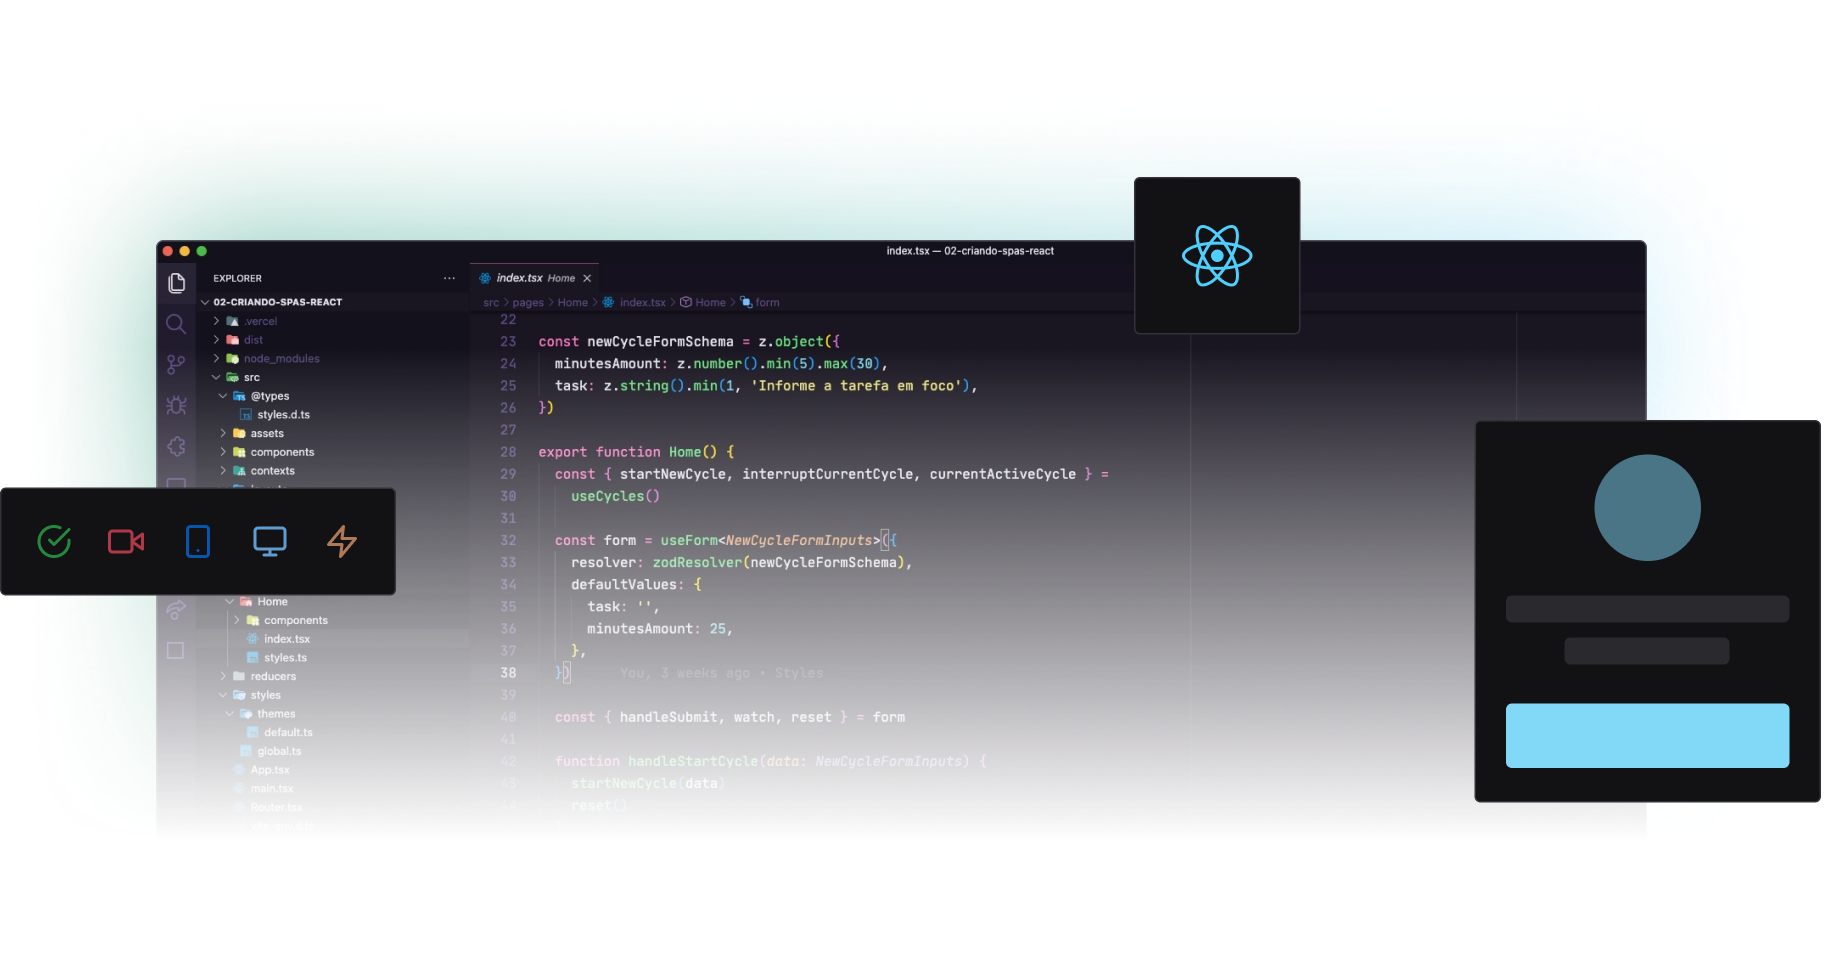 index.tsx — 02-criando-spas-react
EXPLORER
02-CRIANDO-SPAS-REACT
.vercel
dist
node_modules
src
@types
styles.d.ts
assets
components
contexts
Home
components
index.tsx
styles.ts
reducers
styles
themes
default.ts
global.ts
App.tsx
main.tsx
Router.tsx
index.tsx Home
src > pages > Home > index.tsx > Home > form
22
23 const newCycleFormSchema = z.object({
24 minutesAmount: z.number().min(5).max(30),
25 task: z.string().min(1, 'Informe a tarefa em foco'),
26 })
27
28 export function Home() {
29 const { startNewCycle, interruptCurrentCycle, currentActiveCycle } =
30 useCycles()
31
32 const form = useForm<NewCycleFormInputs>({
33 resolver: zodResolver(newCycleFormSchema),
34 defaultValues: {
35 task: '',
36 minutesAmount: 25,
37 },
38 }) You, 3 weeks ago • Styles
39
40 const { handleSubmit, watch, reset } = form
41
42 function handleStartCycle(data: NewCycleFormInputs) {
43 startNewCycle(data)
reset()